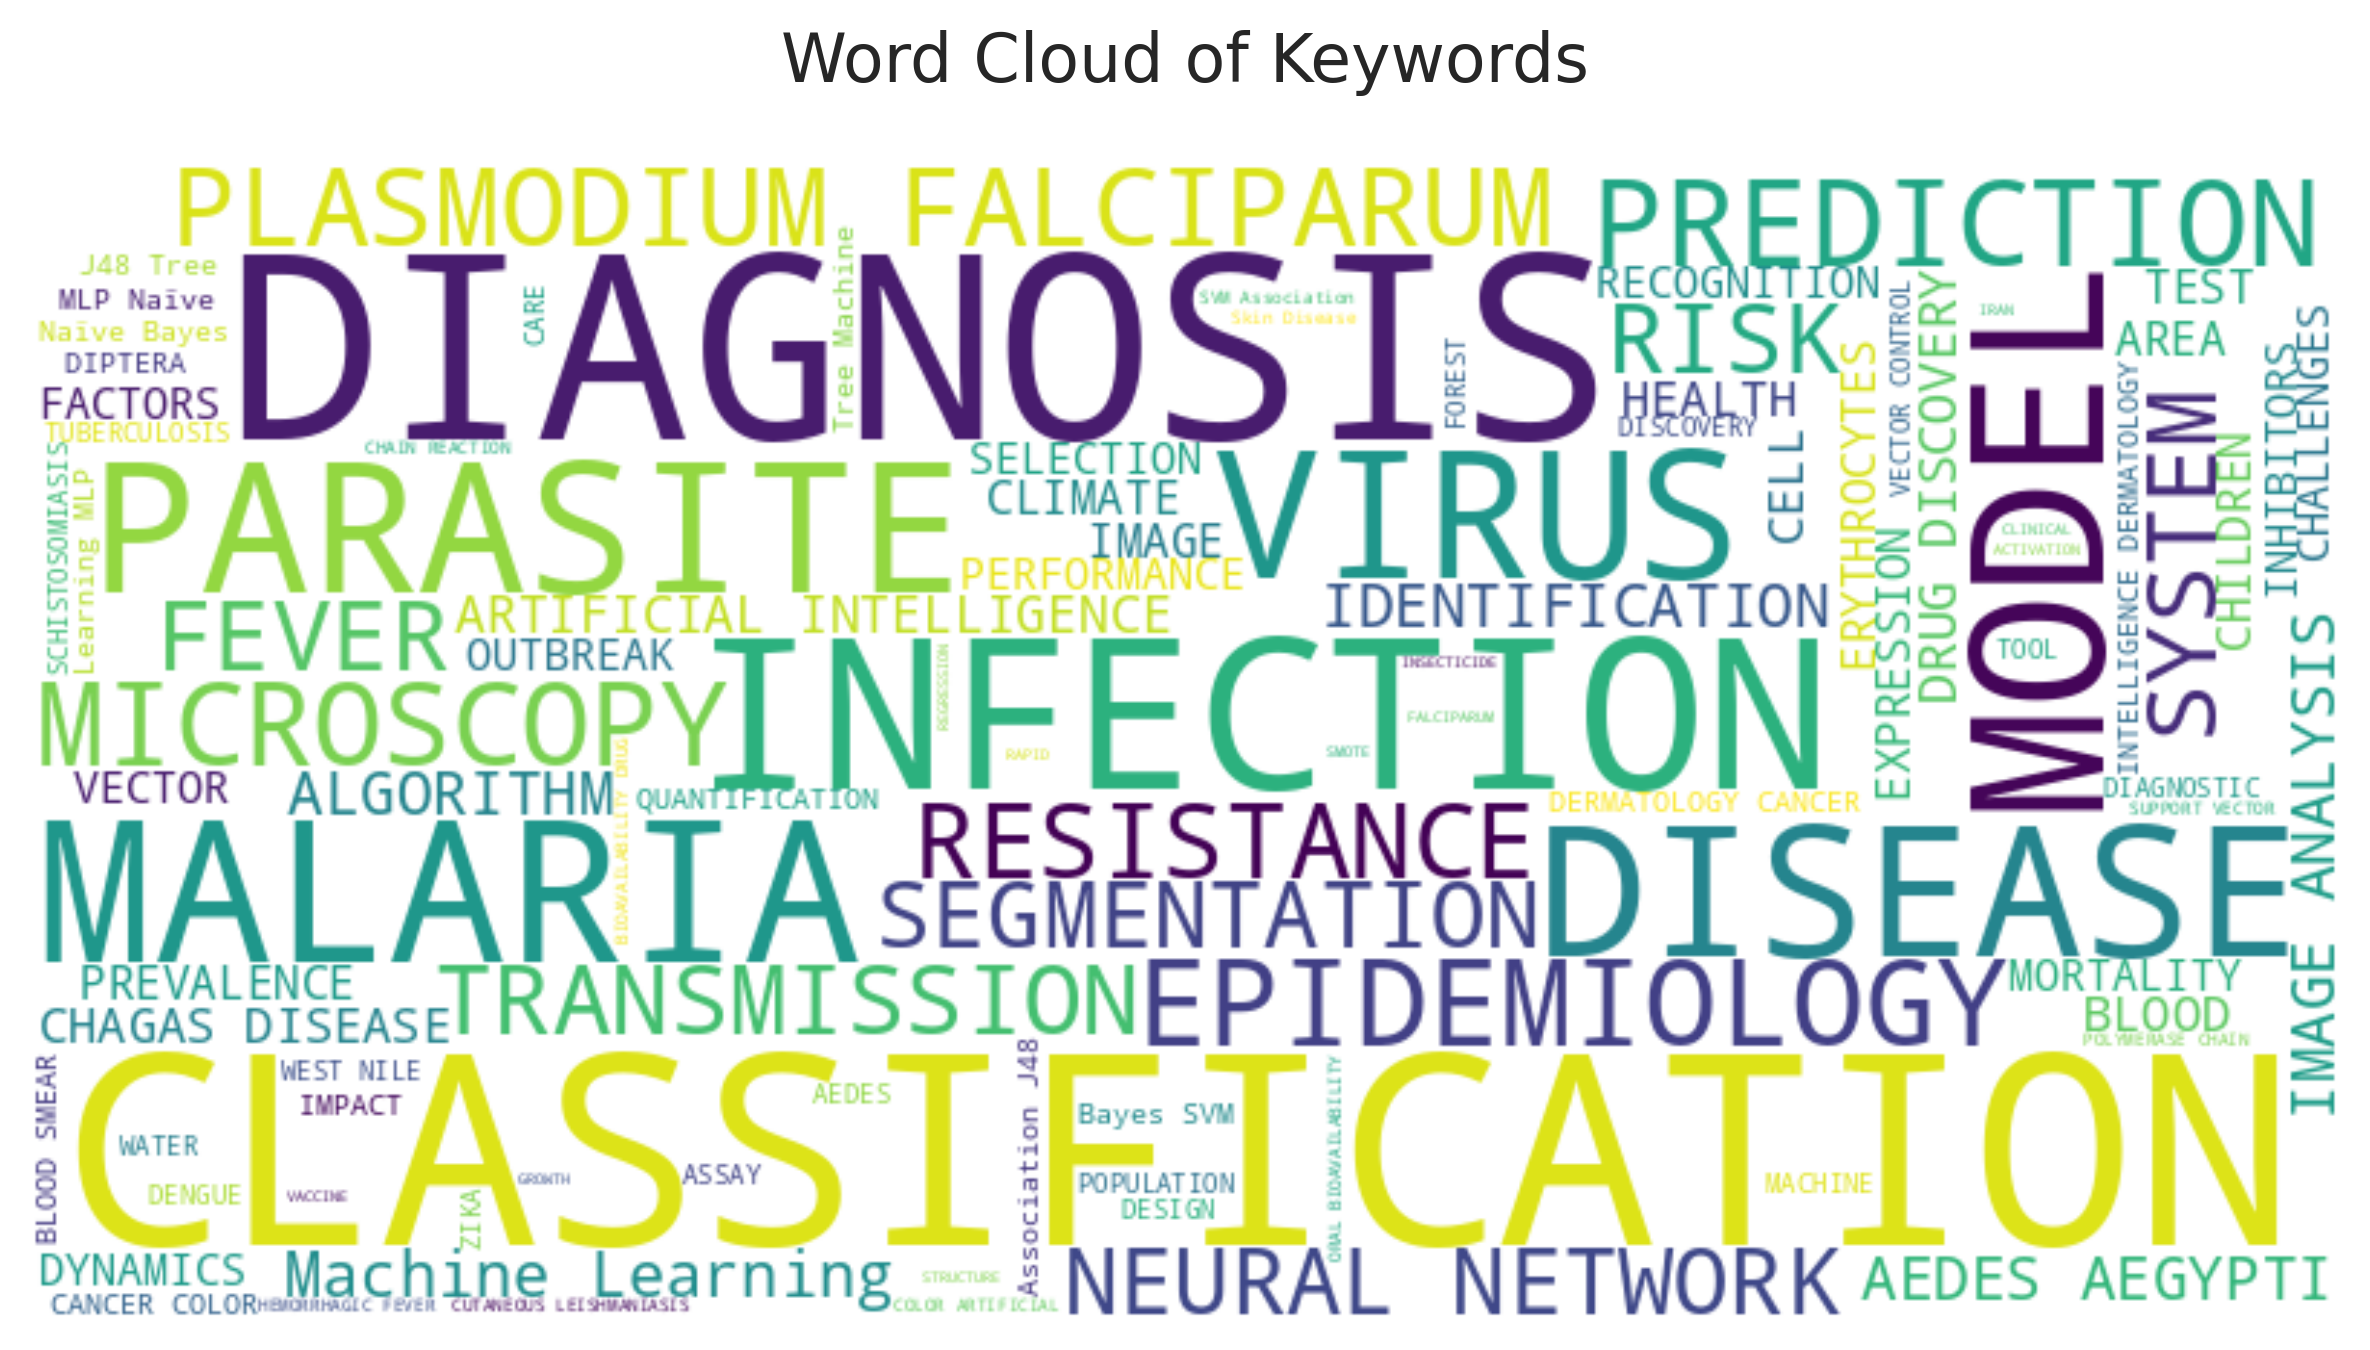 Word Cloud of Keywords
PLASMODIUM FALCIPARUM
PREDICTION
J48 Tree
MLP Naïve
Naïve Bayes
DIPTERA
FACTORS
TUBERCULOSIS
DIAGNOSIS
CARE
Tree Machine
SVM Association
Skin Disease
FOREST
RECOGNITION
RISK
HEALTH
DISCOVERY
ERYTHROCYTES
VECTOR CONTROL
DRUG DISCOVERY
IRAN
MODEL
TEST
AREA
INTELLIGENCE DERMATOLOGY
SYSTEM
CHILDREN
INHIBITORS
CHALLENGES
SCHISTOSOMIASIS
Learning MLP
CHAIN REACTION
PARASITE
SELECTION
CLIMATE
IMAGE
PERFORMANCE
VIRUS
CELL
EXPRESSION
CLINICAL
ACTIVATION
TOOL
FEVER
ARTIFICIAL INTELLIGENCE
IDENTIFICATION
OUTBREAK
MICROSCOPY
INFECTION
REGRESSION
INSECTICIDE
FALCIPARUM
RAPID
SMOTE
VECTOR
ALGORITHM
BIOAVAILABILITY DRUG
QUANTIFICATION
RESISTANCE
DERMATOLOGY CANCER
DIAGNOSTIC
SUPPORT VECTOR
IMAGE ANALYSIS
MALARIA
SEGMENTATION
DISEASE
PREVALENCE
CHAGAS DISEASE
TRANSMISSION
EPIDEMIOLOGY
MORTALITY
BLOOD
POLYMERASE CHAIN
BLOOD SMEAR
CLASSIFICATION
WEST NILE
IMPACT
WATER
DENGUE
VACCINE
ZIKA
GROWTH
ASSAY
AEDES
Association J48
Bayes SVM
POPULATION
DESIGN
ORAL BIOAVAILABILITY
MACHINE
DYNAMICS
Machine Learning
STRUCTURE
NEURAL NETWORK
AEDES AEGYPTI
CANCER COLOR
HEMORRHAGIC FEVER
CUTANEOUS LEISHMANIASIS
COLOR ARTIFICIAL